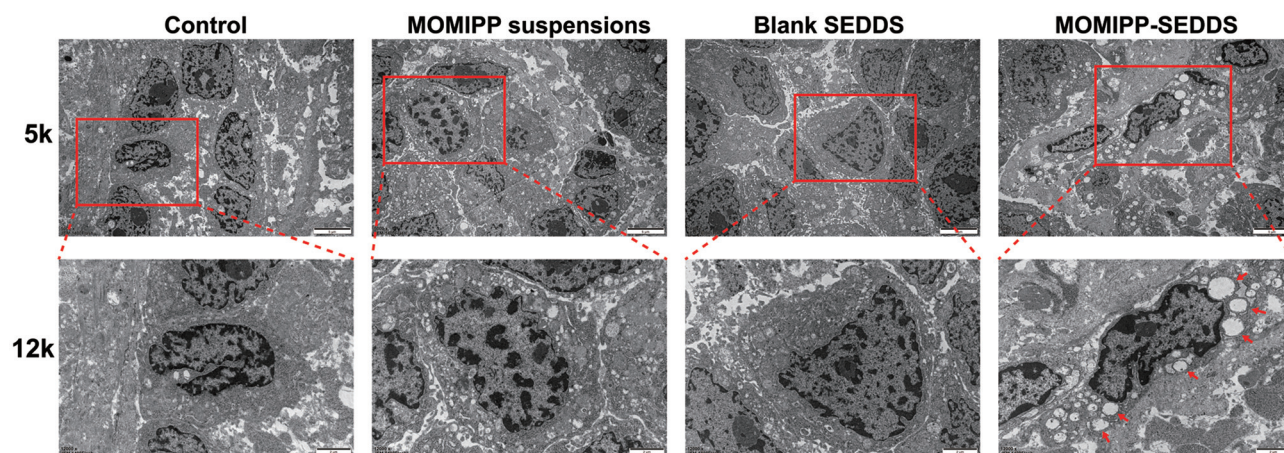 Control
MOMIPP suspensions
Blank SEDDS
MOMIPP-SEDDS
5k
12k